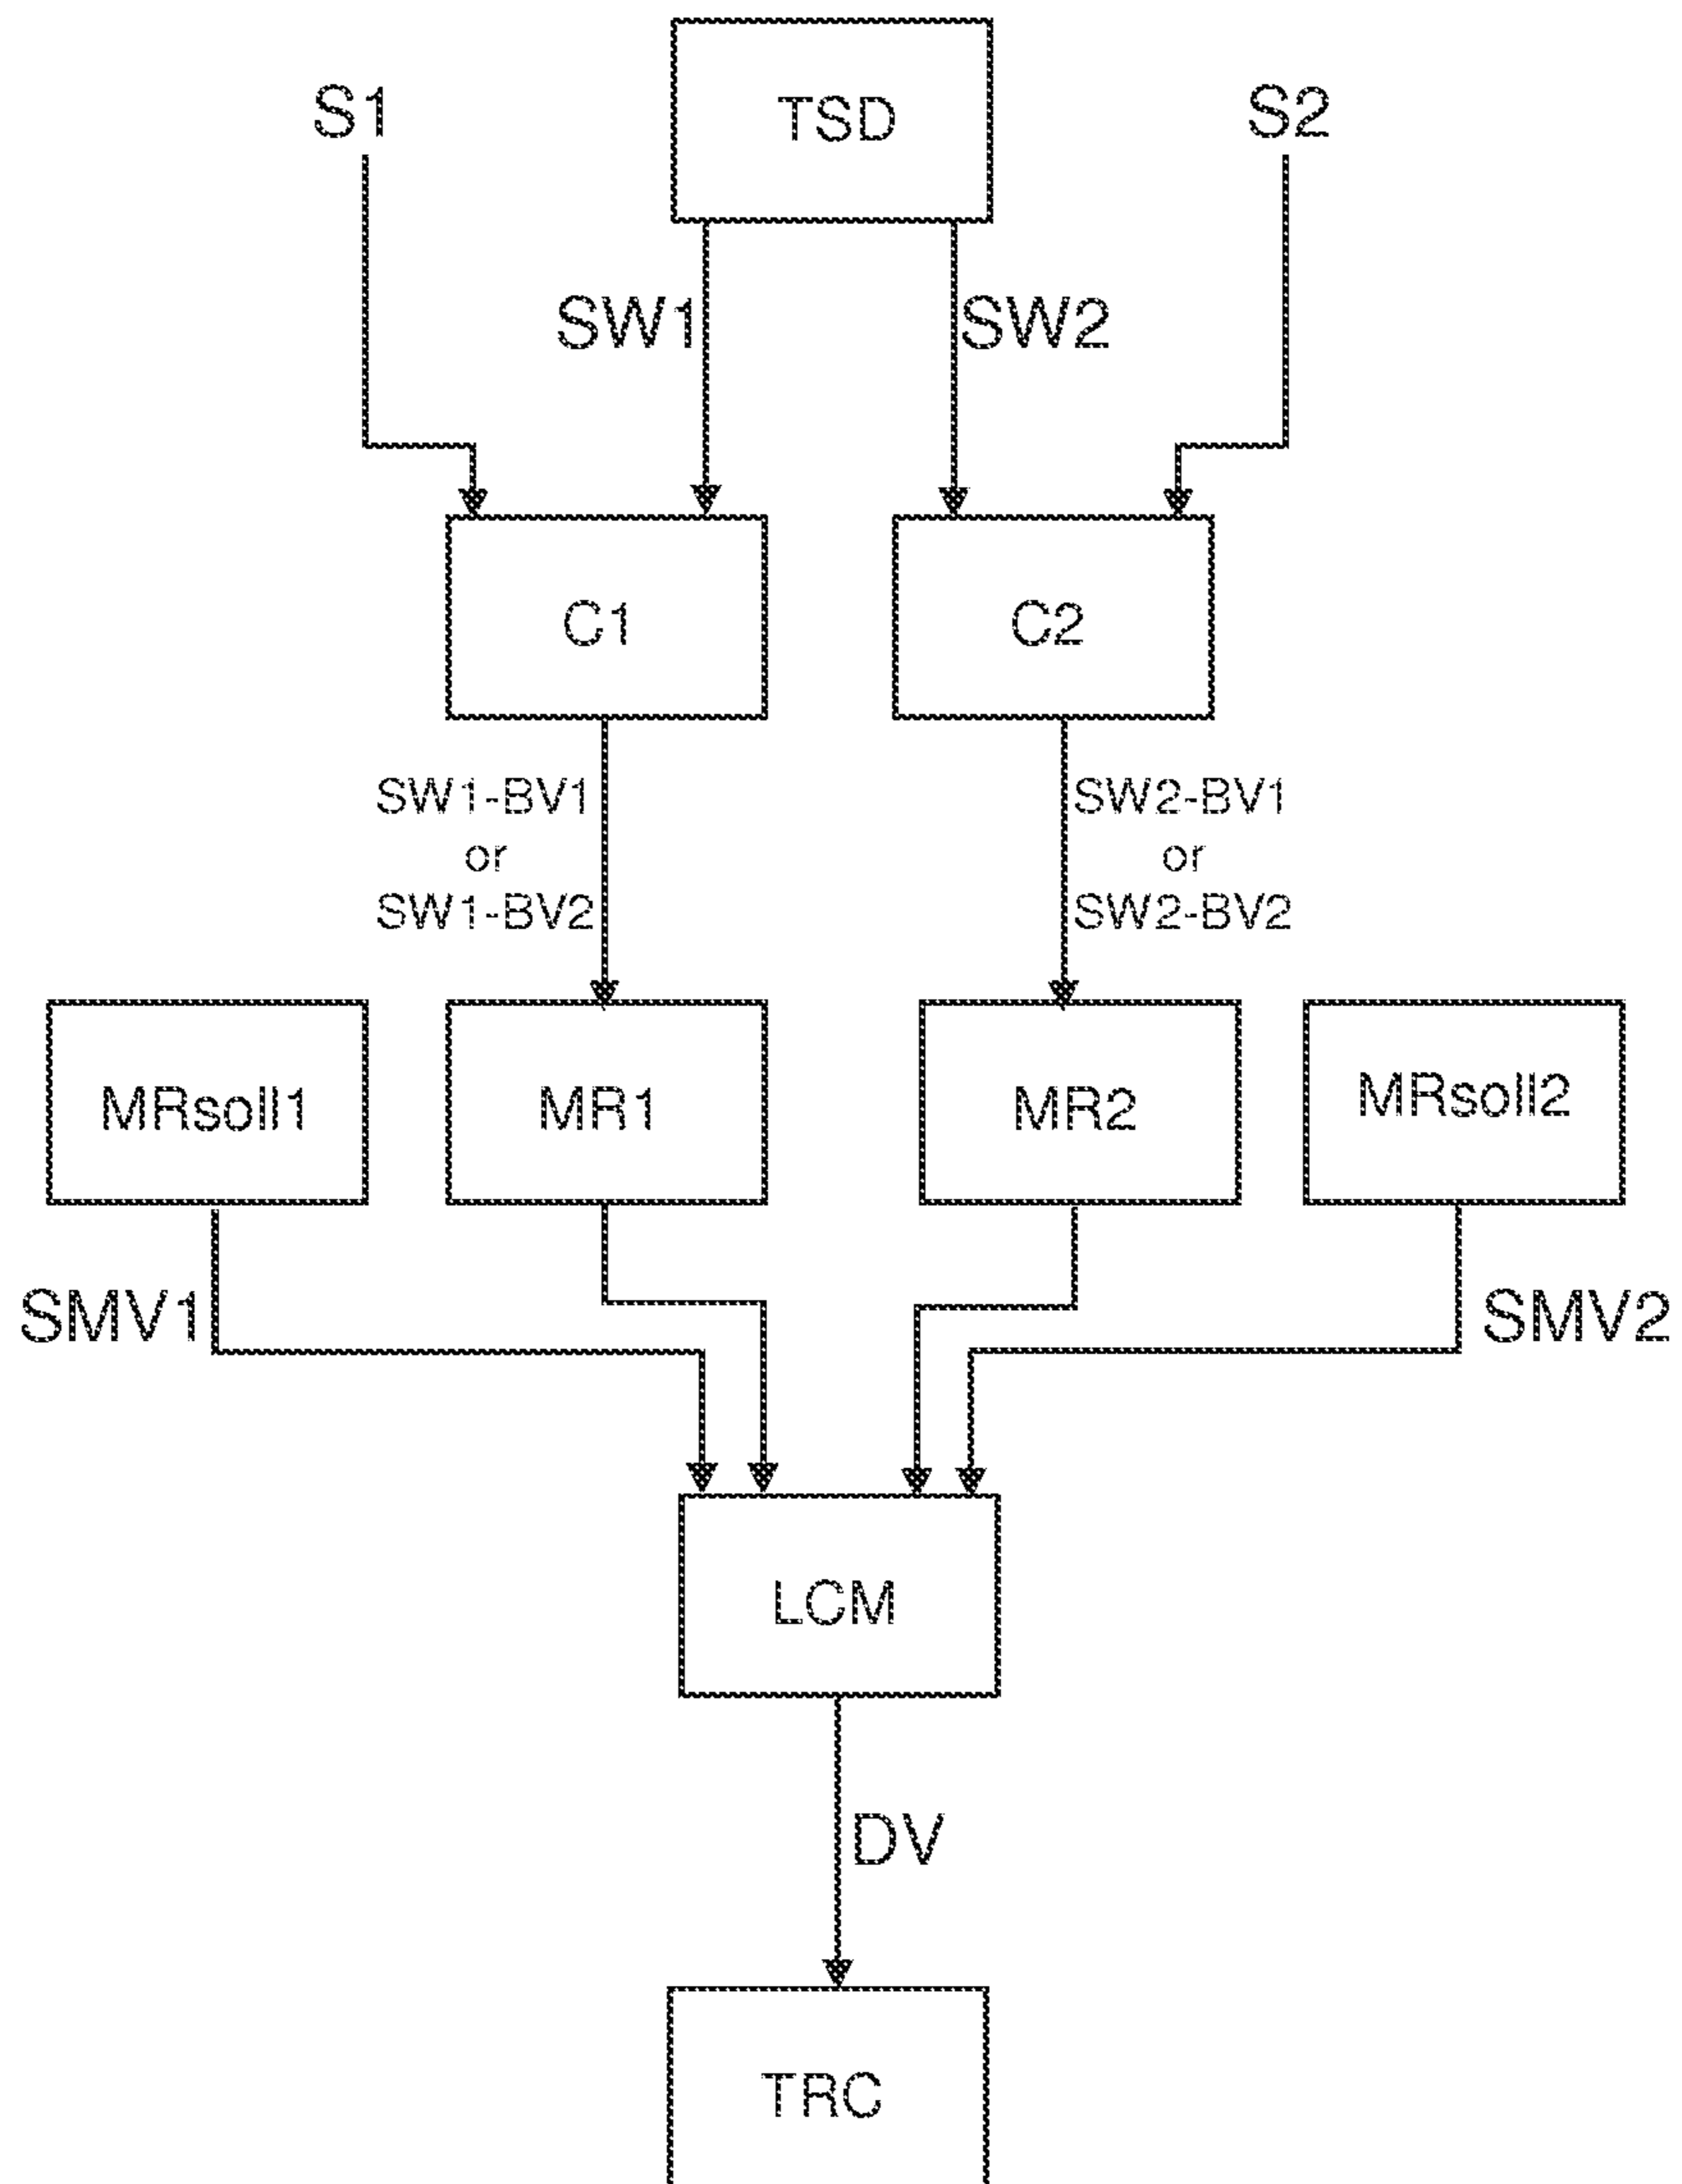 S1
TSD
S2
SW1
SW2
C1
C2
SW1-BV1
or
SW1-BV2
SW2-BV1
or
SW2-BV2
MRsoll1
MR1
MR2
MRsoll2
SMV1
SMV2
LCM
DV
TRC